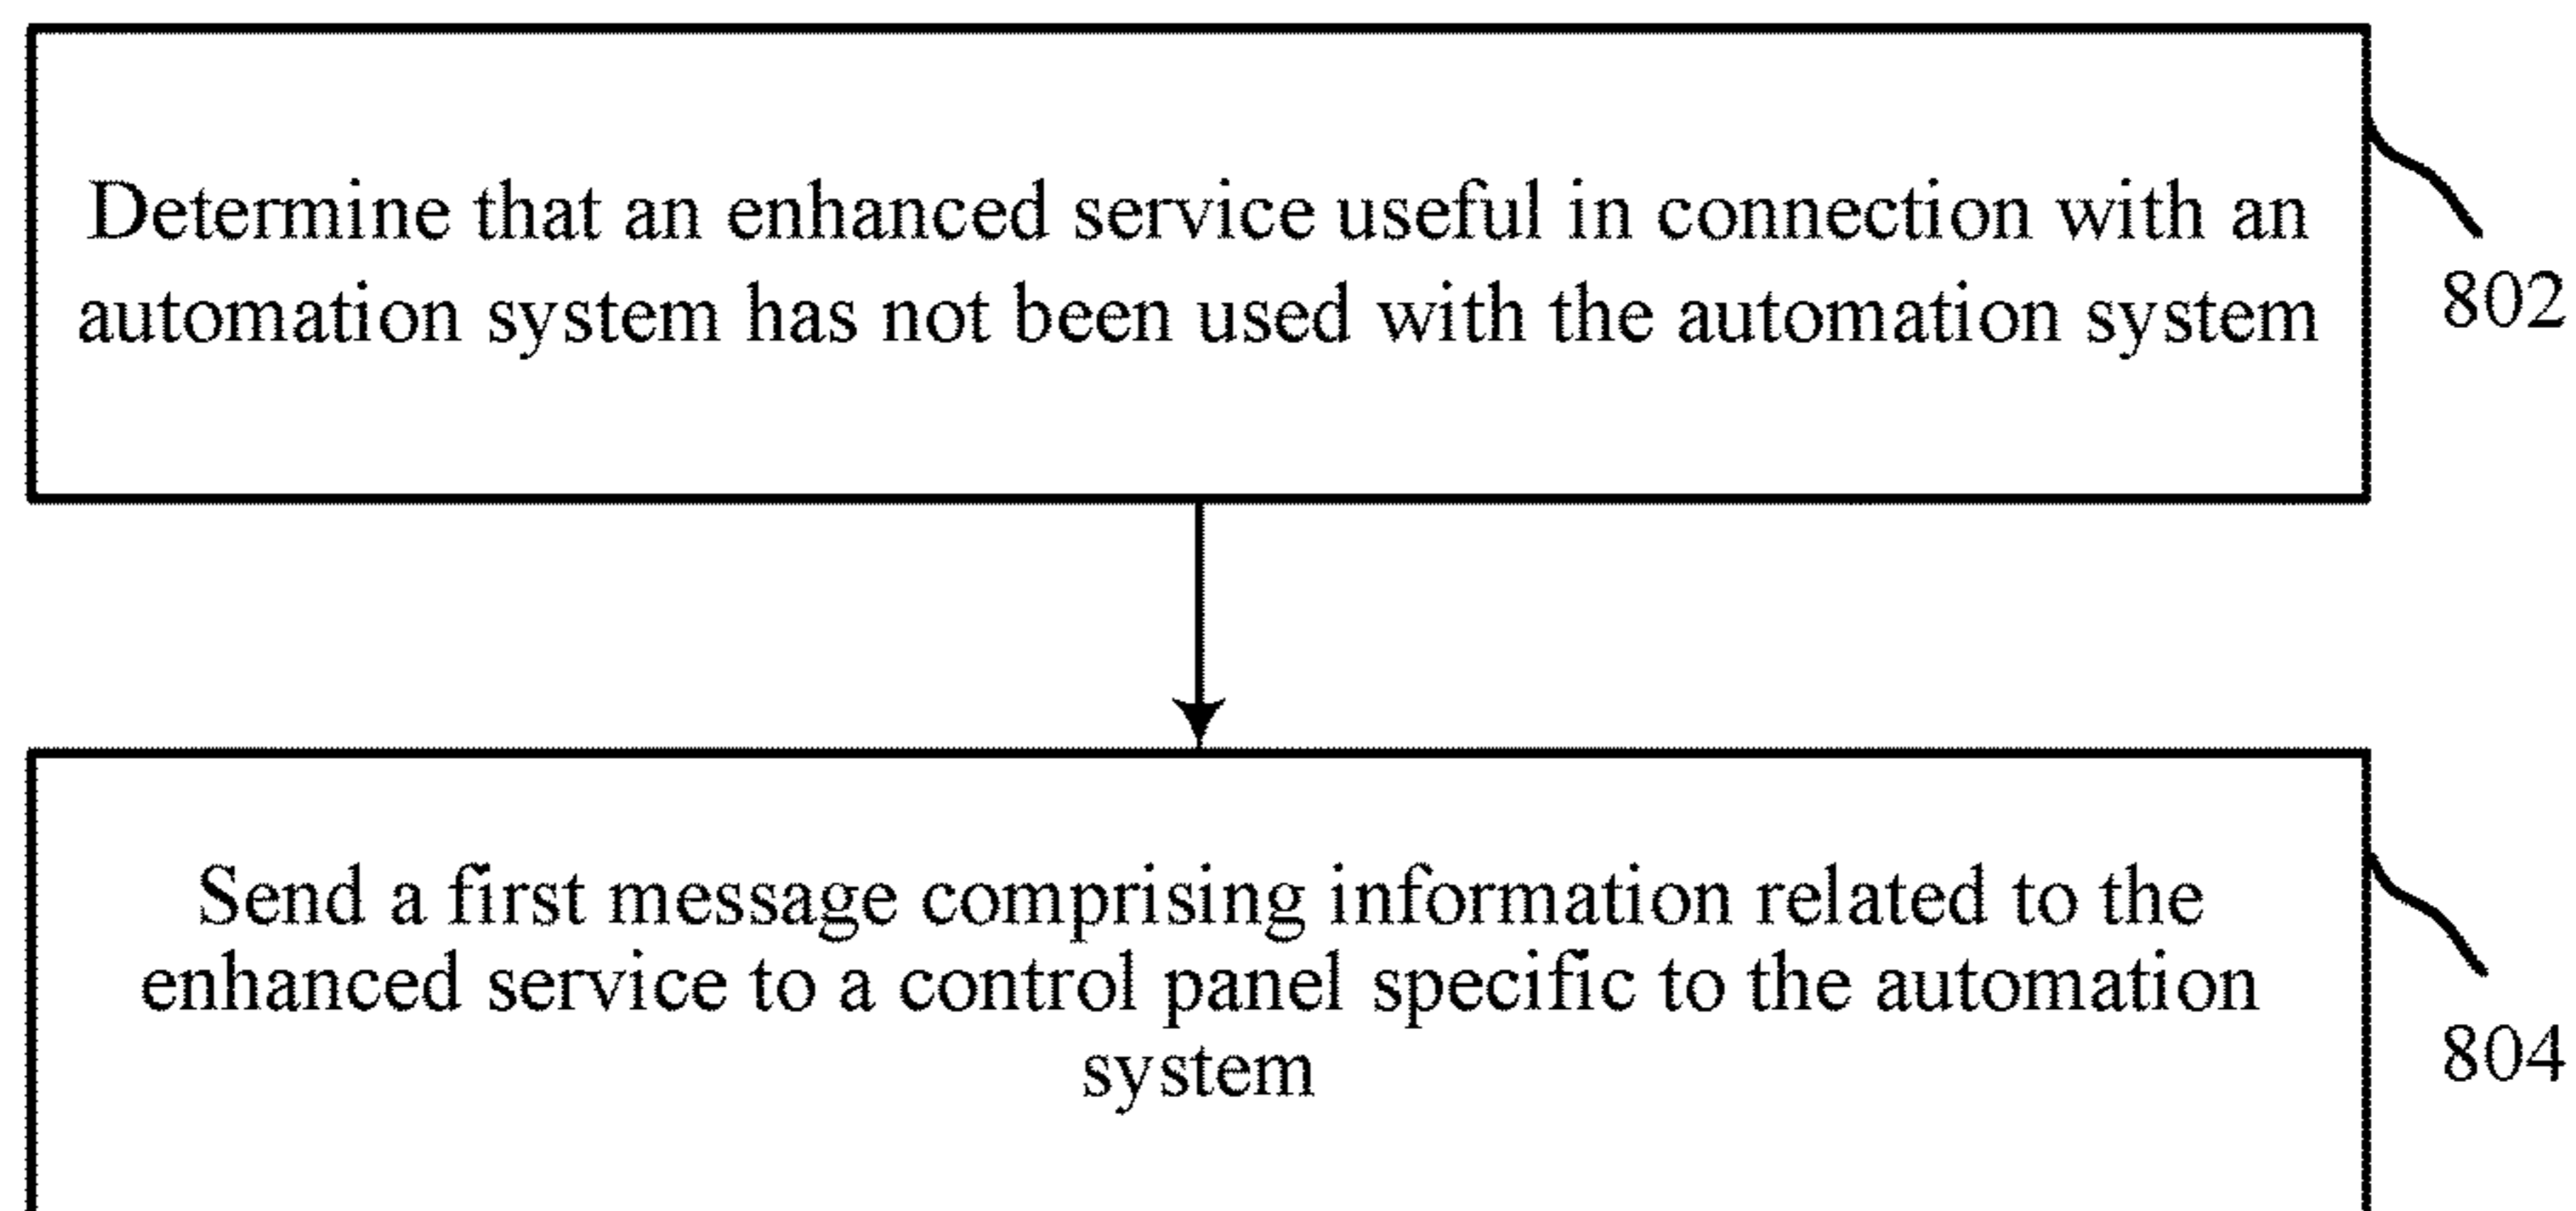 Determine that an enhanced service useful in connection with an
automation system has not been used with the automation system
802
Send a first message comprising information related to the
enhanced service to a control panel specific to the automation
system
804